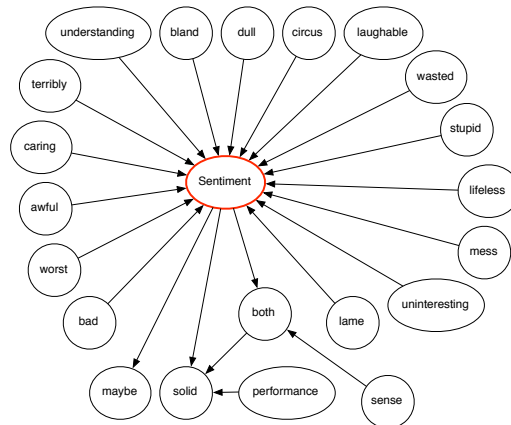 understanding
bland
dull
circus
laughable
terribly
wasted
caring
stupid
Sentiment
awful
lifeless
worst
mess
bad
both
lame
uninteresting
maybe
solid
performance
sense